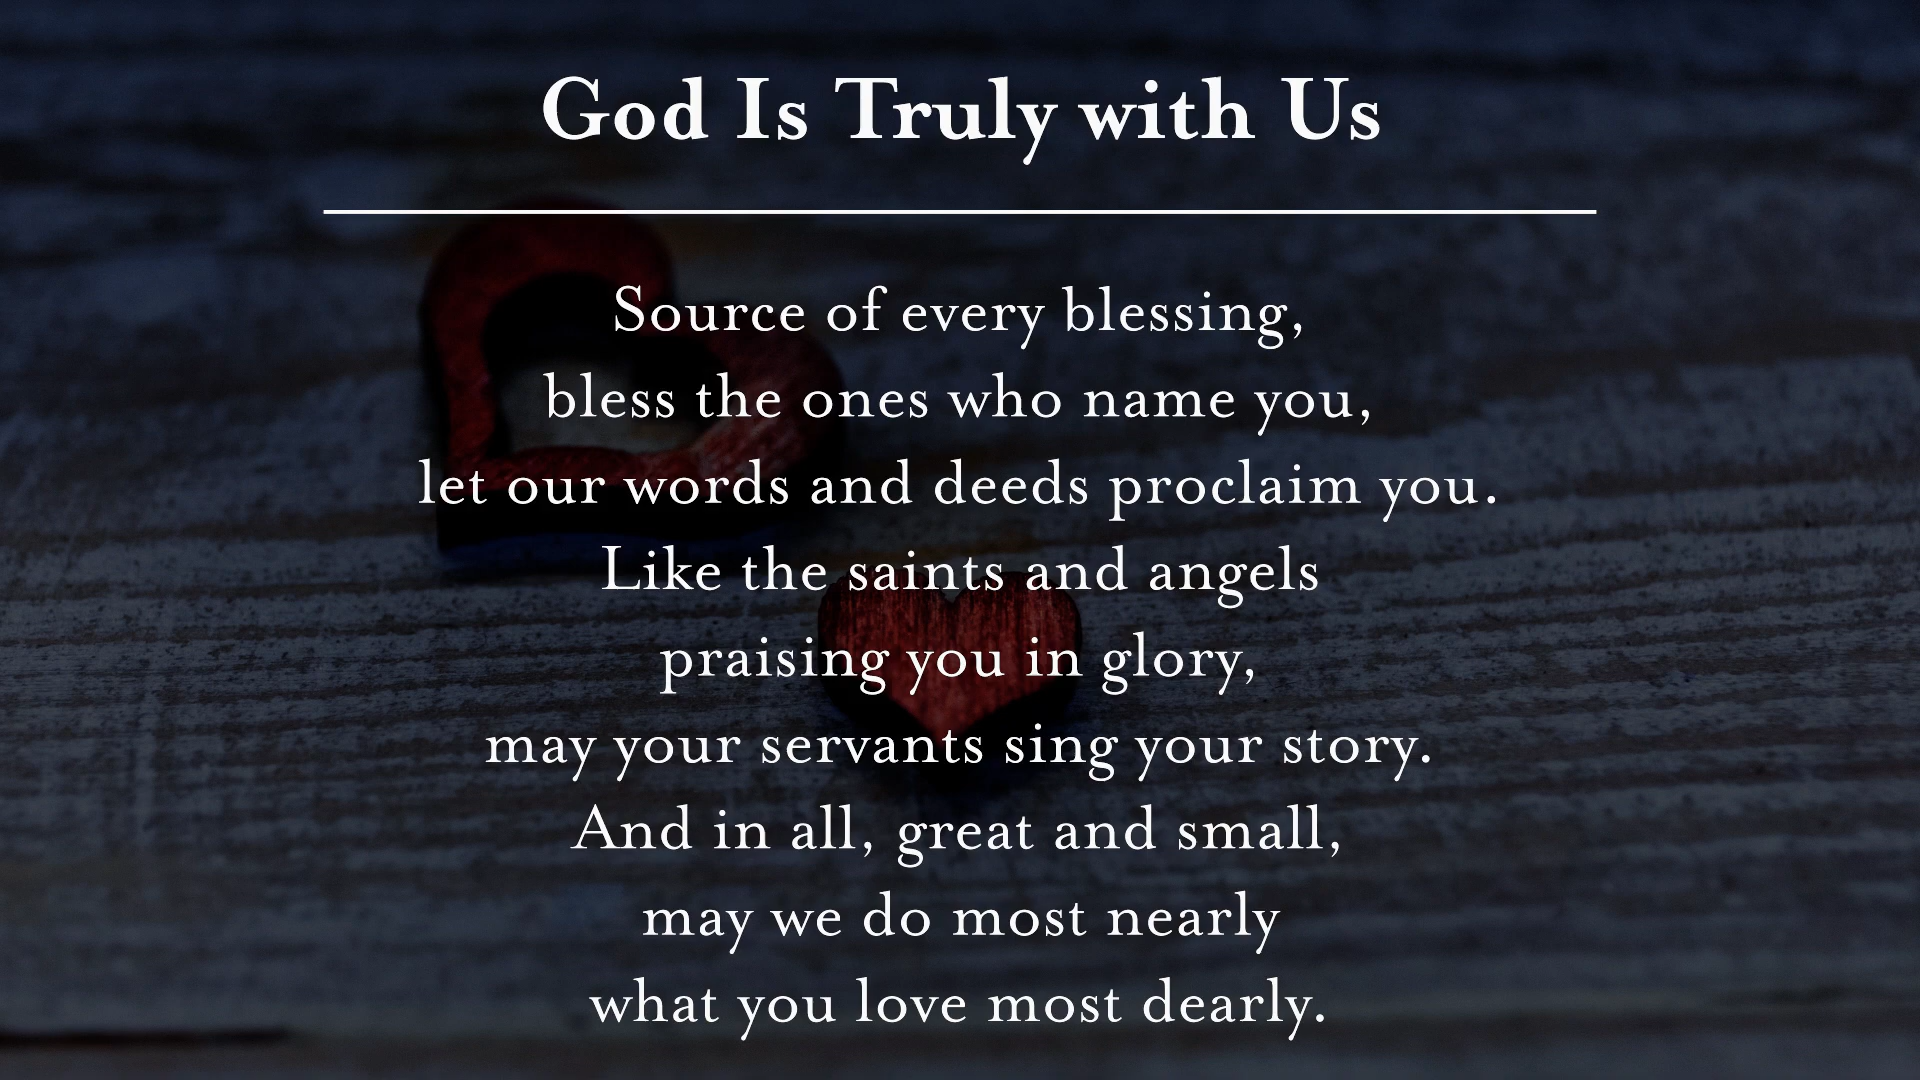 God Is Truly with Us
Source of every blessing,
bless the ones who name you,
let our words and deeds proclaim you.
Like the saints and angels
praising you in glory,
may your servants sing your story.
And in all, great and small,
may we do most nearly
what you love most dearly.